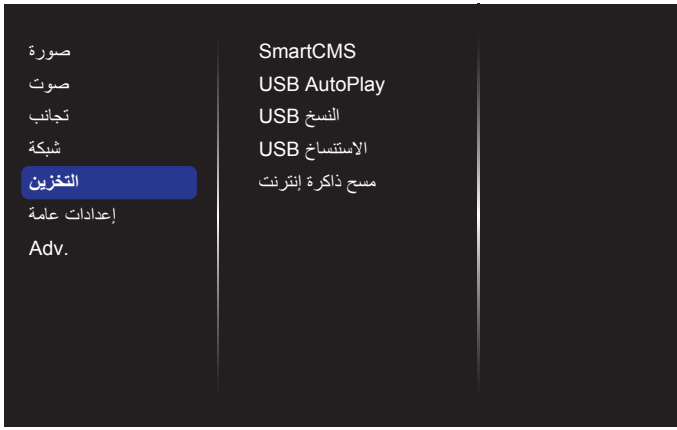 صورة
صوت
تجانب
شبكة
التخزين
إعدادات عامة
Adv.
SmartCMS
USB AutoPlay
النسخ USB
الاستنساخ USB
مسح ذاكرة إنترنت